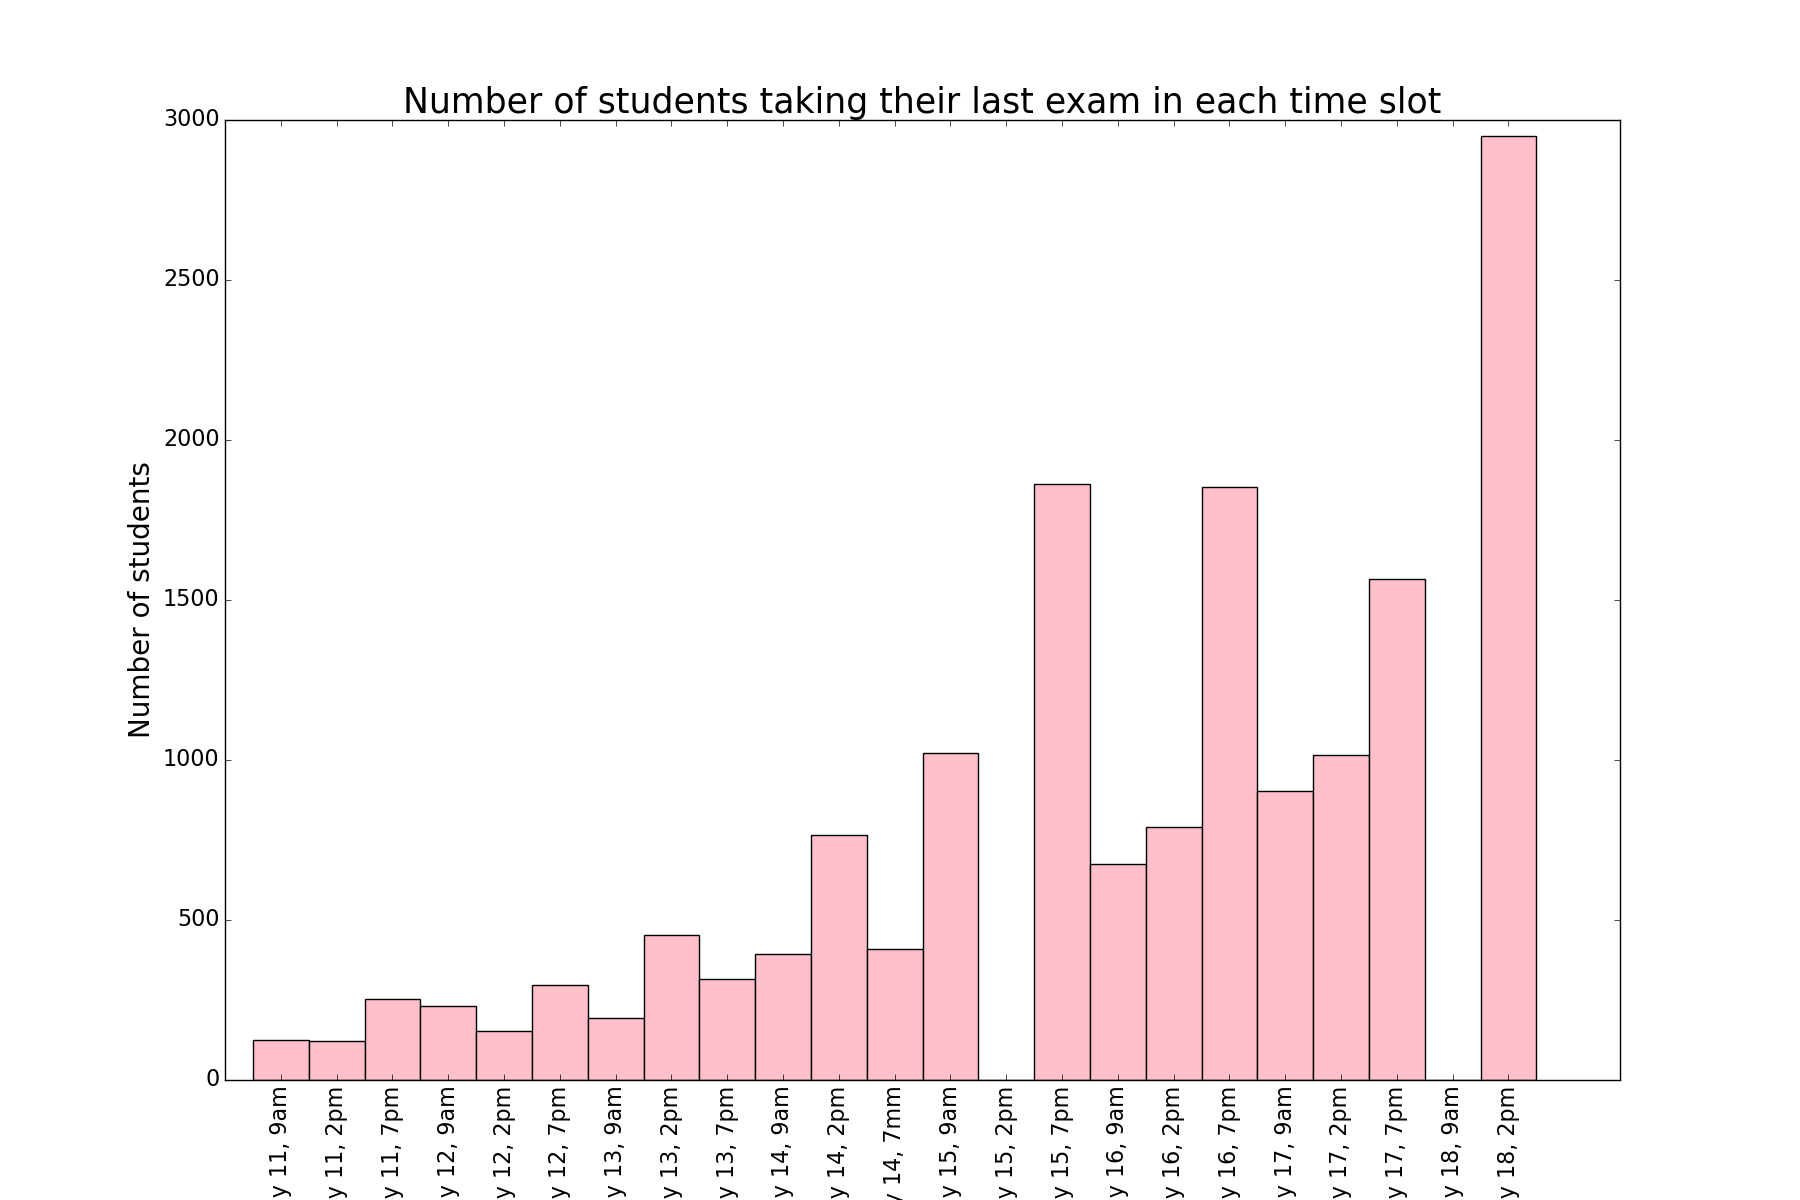 Number of students taking their last exam in each time slot
3000
2500
2000
1500
1000
500
0
Number of students
y 11, 9am
y 11, 2pm
y 11, 7pm
y 12, 9am
y 12, 2pm
y 12, 7pm
y 13, 9am
y 13, 2pm
y 13, 7pm
y 14, 9am
y 14, 2pm
y 14, 7mm
y 15, 9am
y 15, 2pm
y 15, 7pm
y 16, 9am
y 16, 2pm
y 16, 7pm
y 17, 9am
y 17, 2pm
y 17, 7pm
y 18, 9am
y 18, 2pm